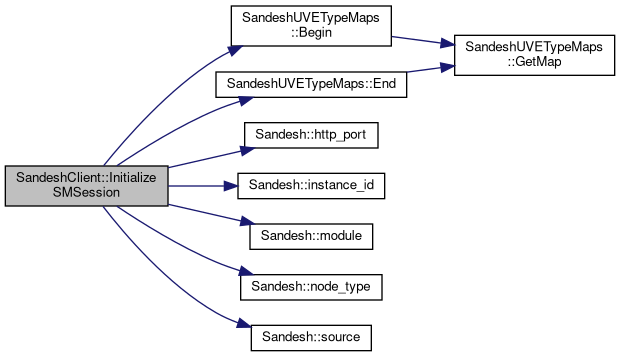 SandeshUVETypeMaps
::Begin
SandeshUVETypeMaps
::GetMap
SandeshUVETypeMaps::End
Sandesh::http_port
SandeshClient::Initialize
SMSession
Sandesh::instance_id
Sandesh::module
Sandesh::node_type
Sandesh::source